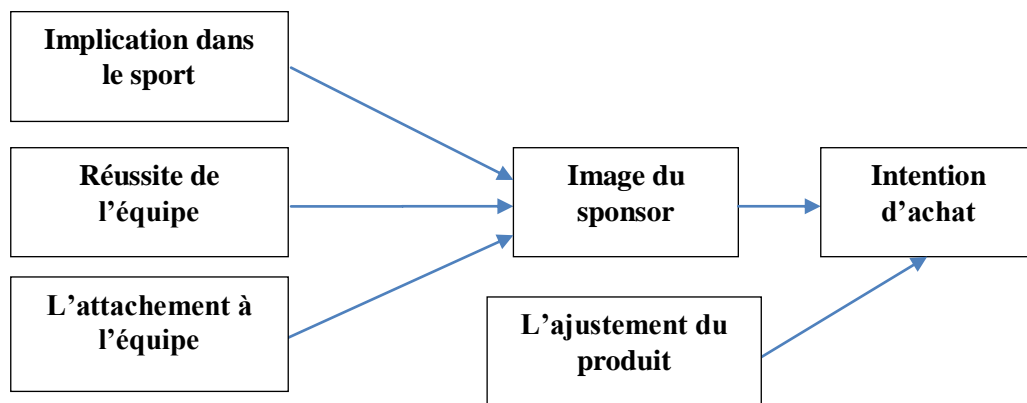 Implication dans
le sport
Réussite de
l’équipe
L’attachement à
l’équipe
Image du
sponsor
Intention
d’achat
L’ajustement du
produit